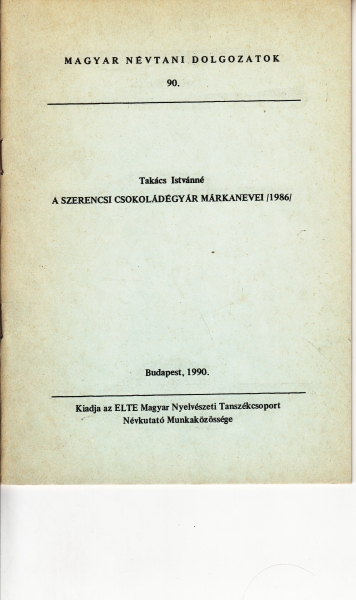 MAGYAR NÉVTANI DOLGOZATOK
90.
Takács Istvánné
A SZERENCSI CSOKOLÁDÉGYÁR MÁRKANEVEI /1986/
Budapest, 1990.
Kiadja az ELTE Magyar Nyelvészeti Tanszékcsoport
Névkutató Munkaközössége